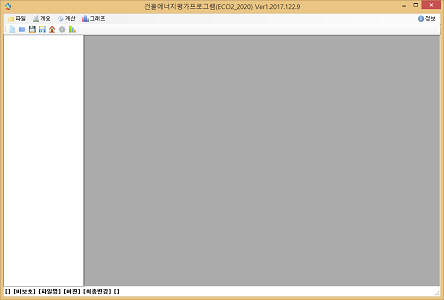 건물에너지평가프로그램(ECO2_2020) Ver1.2017.122.9
파일 개요 계산 그래프 정보
[] [비보호] [파일명] [버전] [최종변경] []